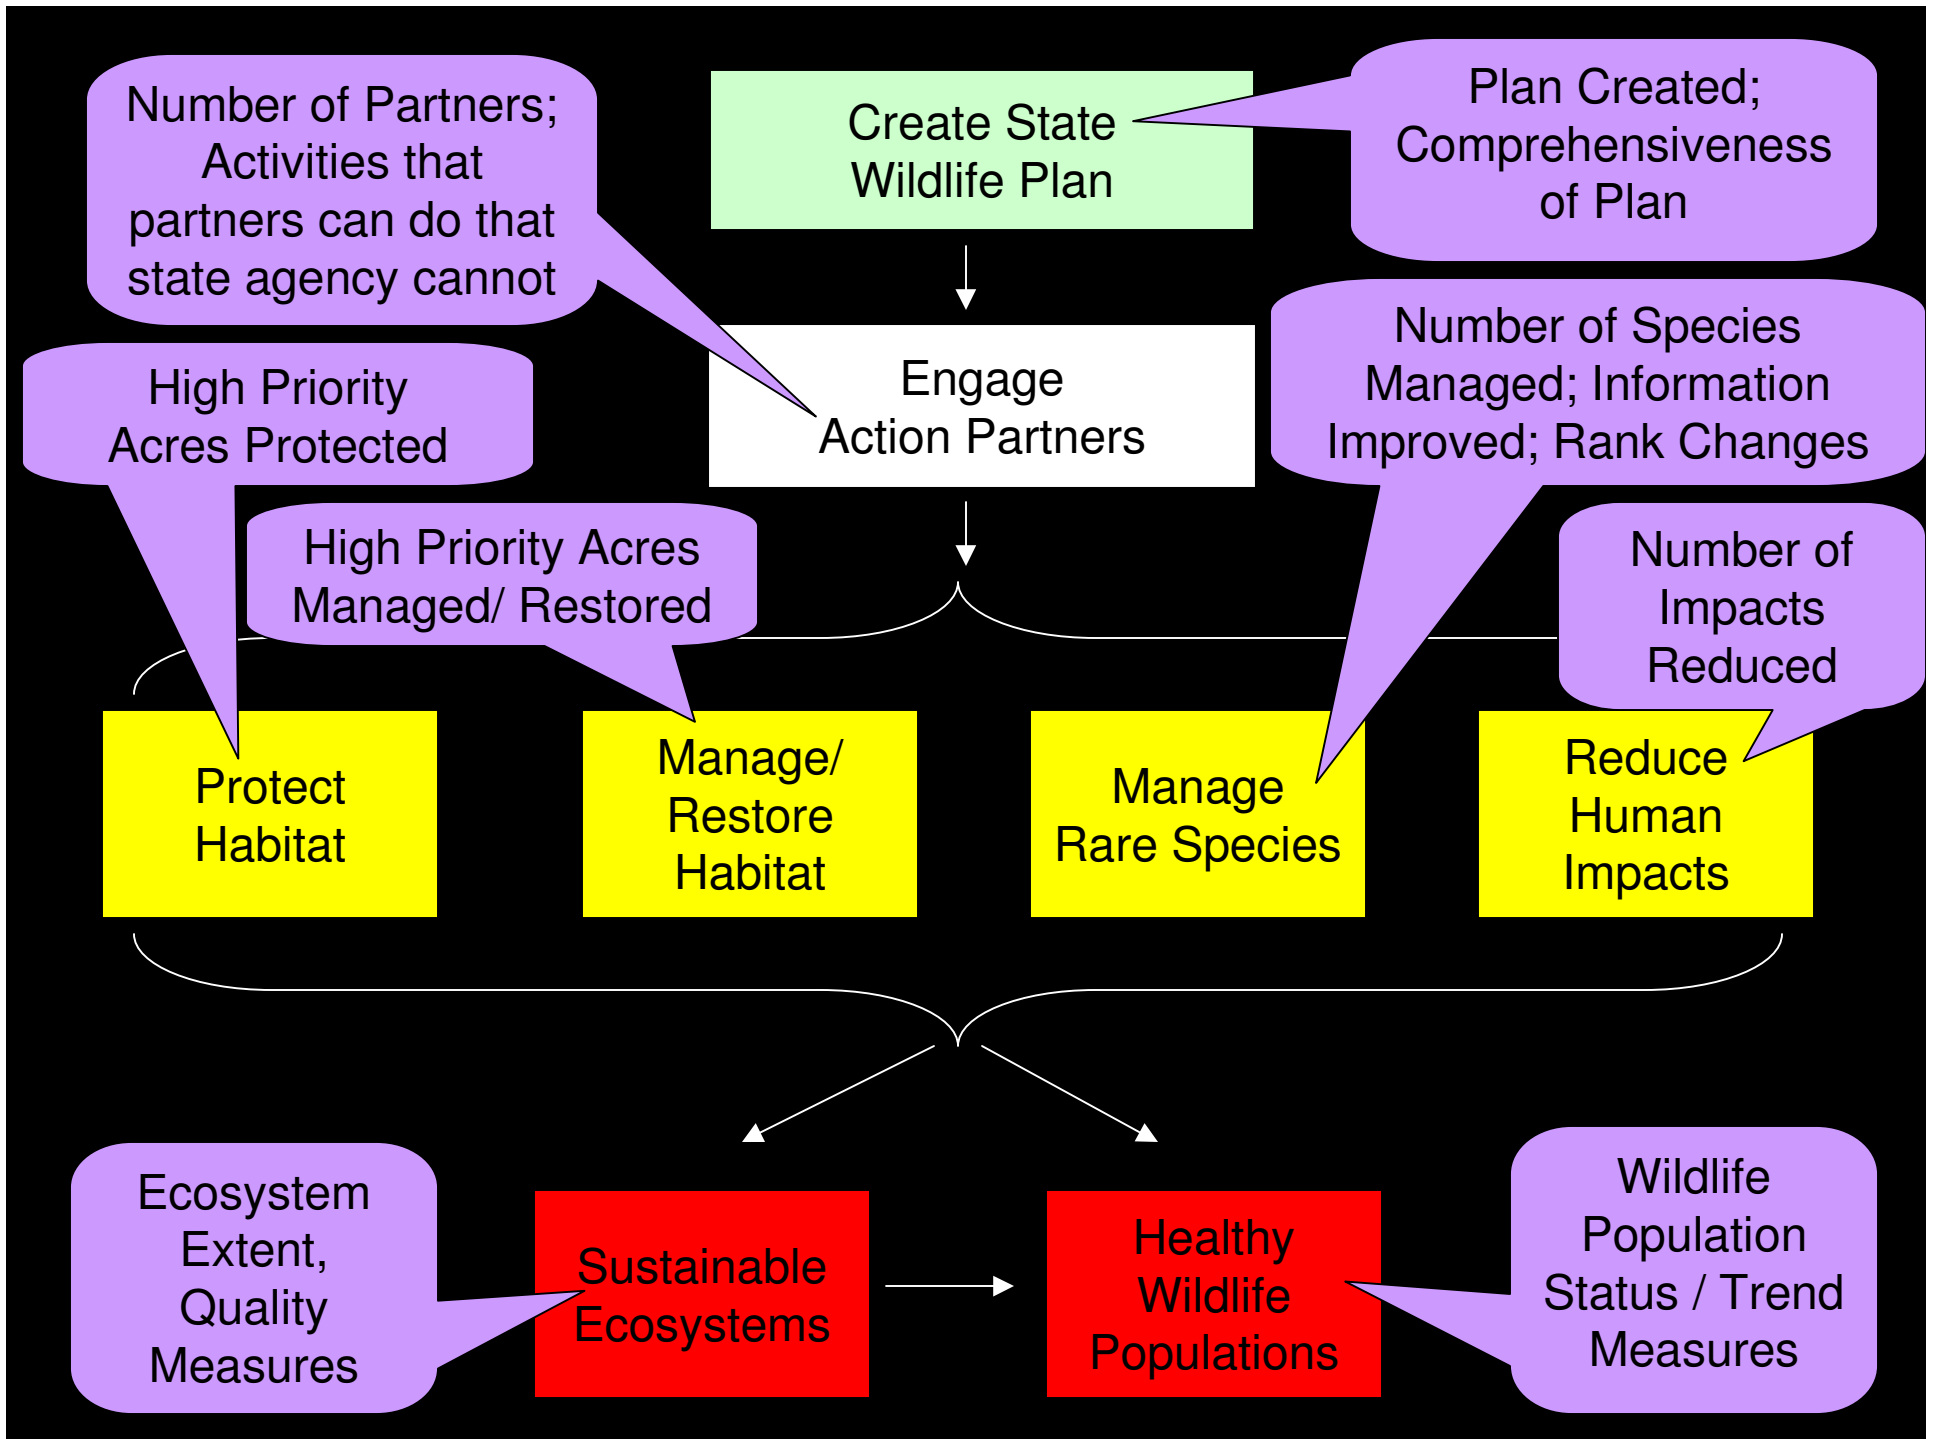 Number of Partners;
Activities that
partners can do that
state agency cannot
Create State
Wildlife Plan
Plan Created;
Comprehensiveness
of Plan
High Priority
Acres Protected
Engage
Action Partners
Number of Species
Managed; Information
Improved; Rank Changes
High Priority Acres
Managed/ Restored
Number of
Impacts
Reduced
Protect
Habitat
Manage/
Restore
Habitat
Manage
Rare Species
Reduce
Human
Impacts
Ecosystem
Extent,
Quality
Measures
Sustainable
Ecosystems
Healthy
Wildlife
Populations
Wildlife
Population
Status / Trend
Measures